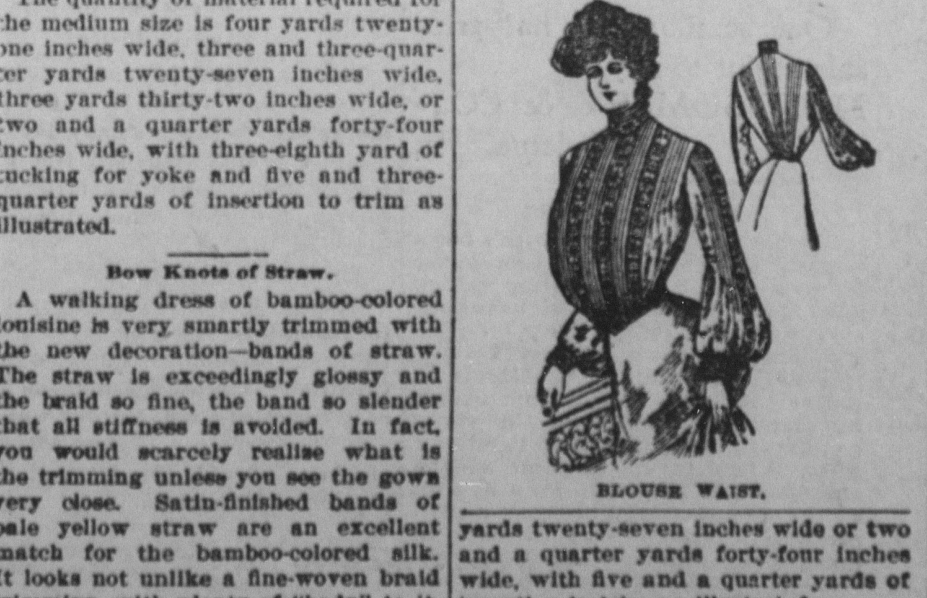 The quantity of material required for
the medium size is four yards twenty-
one inches wide, three and three-quar-
ter yards twenty-seven inches wide,
three yards thirty-two inches wide, or
two and a quarter yards forty-four
inches wide, with three-eighth yard of
tucking for yoke and five and three-
quarter yards of insertion to trim as
illustrated.
Bow Knots of Straw.
A walking dress of bamboo-colored
louisine is very smartly trimmed with
the new decoration—bands of straw.
The straw is exceedingly glossy and
the braid so fine, the band so slender
that all stiffness is avoided. In fact,
you would scarcely realise what is
the trimming unless you see the gown
very close. Satin-finished bands of
pale yellow straw are an excellent
match for the bamboo-colored silk.
It looks not unlike a fine-woven braid
BLOUSE WAIST.
yards twenty-seven inches wide or two
and a quarter yards forty-four inches
wide, with five and a quarter yards of